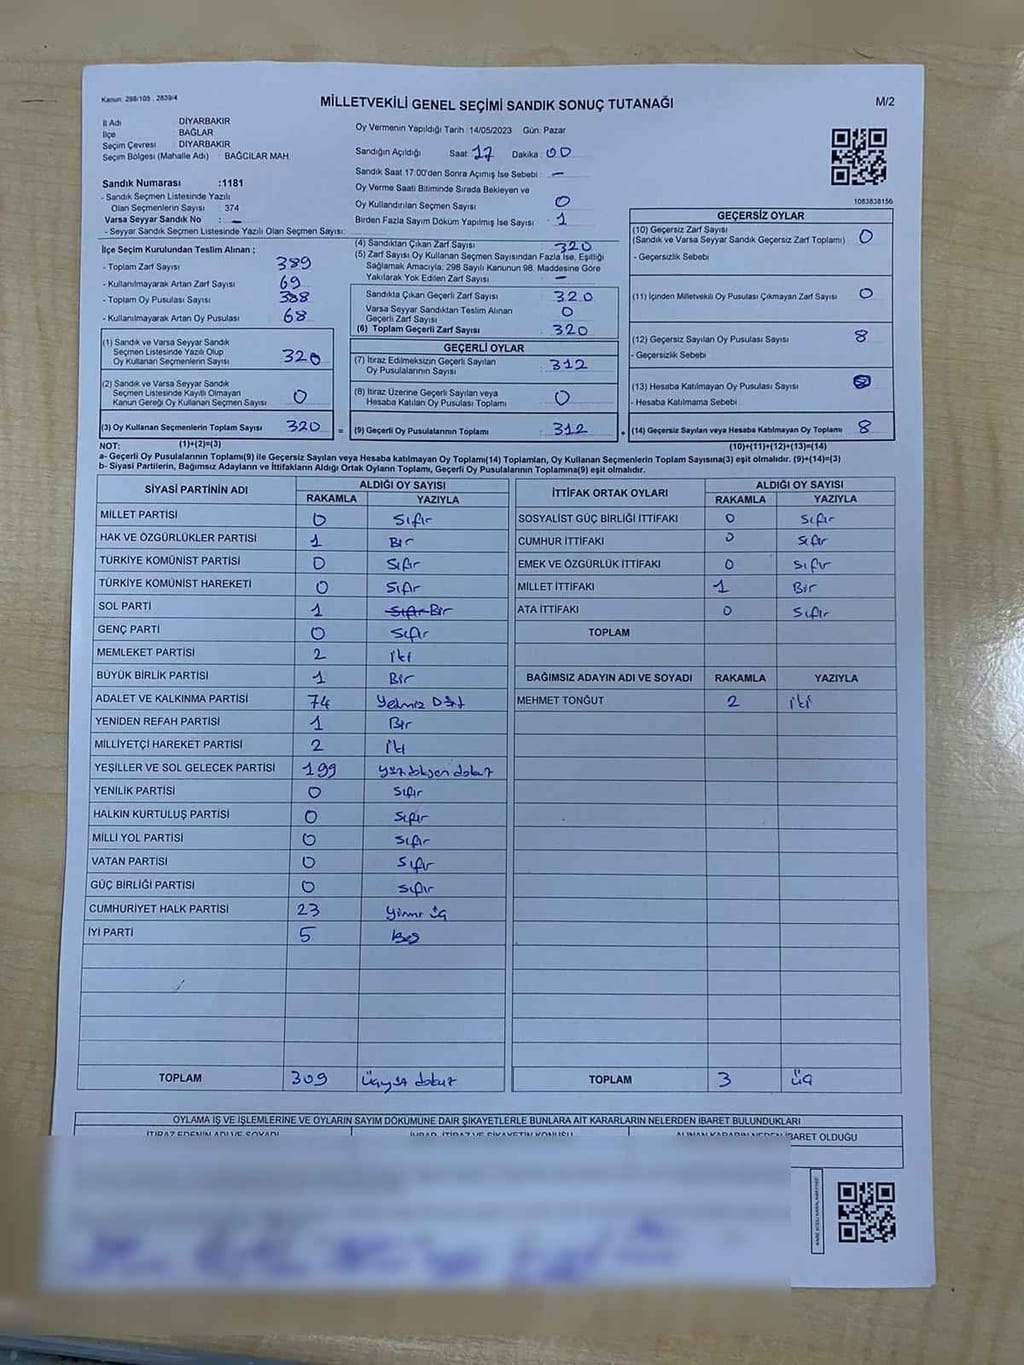 Kanun: 298/105 , 2839/4
MİLLETVEKİLİ GENEL SEÇİMİ SANDIK SONUÇ TUTANAĞI
M/2
İl Adı DİYARBAKIR
İlçe BAĞLAR
Seçim Çevresi DİYARBAKIR
Seçim Bölgesi (Mahalle Adı) : BAĞCILAR MAH.
Sandık Numarası :1181
- Sandık Seçmen Listesinde Yazılı
Olan Seçmenlerin Sayısı : 374
Varsa Seyyar Sandık No : –
- Seyyar Sandık Seçmen Listesinde Yazılı Olan Seçmen Sayısı:
Oy Vermenin Yapıldığı Tarih :14/05/2023 Gün: Pazar
Sandığın Açıldığı Saat: 17 Dakika: 00
Sandık Saat 17:00'den Sonra Açımış İse Sebebi : –
Oy Verme Saati Bitiminde Sırada Bekleyen ve
Oy Kullandırılan Seçmen Sayısı : 0
Birden Fazla Sayım Döküm Yapılmış İse Sayısı : 1
1083838156
İlçe Seçim Kurulundan Teslim Alınan ;
- Toplam Zarf Sayısı : 389
- Kullanılmayarak Artan Zarf Sayısı : 69
- Toplam Oy Pusulası Sayısı : 388
- Kullanılmayarak Artan Oy Pusulası : 68
(1) Sandık ve Varsa Seyyar Sandık
Seçmen Listesinde Yazılı Olup
Oy Kullanan Seçmenlerin Sayısı : 320
(2) Sandık ve Varsa Seyyar Sandık
Seçmen Listesinde Kayıtlı Olmayan
Kanun Gereği Oy Kullanan Seçmen Sayısı : 0
(3) Oy Kullanan Seçmenlerin Toplam Sayısı : 320 =
(1)+(2)=(3)
(4) Sandıktan Çıkan Zarf Sayısı : 320
(5) Zarf Sayısı Oy Kullanan Seçmen Sayısından Fazla İse, Eşitliği
Sağlamak Amacıyla; 298 Sayılı Kanunun 98. Maddesine Göre
Yakılarak Yok Edilen Zarf Sayısı : –
Sandıkta Çıkan Geçerli Zarf Sayısı : 320
Varsa Seyyar Sandıktan Teslim Alınan
Geçerli Zarf Sayısı : 0
(6) Toplam Geçerli Zarf Sayısı : 320
GEÇERLİ OYLAR
(7) İtiraz Edilmeksizin Geçerli Sayılan
Oy Pusulalarının Sayısı : 312
(8) İtiraz Üzerine Geçerli Sayılan veya
Hesaba Katılan Oy Pusulası Toplamı : 0
(9) Geçerli Oy Pusulalarının Toplamı : 312 +
GEÇERSİZ OYLAR
(10) Geçersiz Zarf Sayısı
(Sandık ve Varsa Seyyar Sandık Geçersiz Zarf Toplamı) : 0
- Geçersizlik Sebebi
(11) İçinden Milletvekili Oy Pusulası Çıkmayan Zarf Sayısı : 0
(12) Geçersiz Sayılan Oy Pusulası Sayısı : 8
- Geçersizlik Sebebi
(13) Hesaba Katılmayan Oy Pusulası Sayısı
- Hesaba Katılmama Sebebi
(14) Geçersiz Sayılan veya Hesaba Katılmayan Oy Toplamı : 8
(10)+(11)+(12)+(13)=(14)
NOT:
a- Geçerli Oy Pusulalarının Toplamı(9) ile Geçersiz Sayılan veya Hesaba katılmayan Oy Toplamı(14) Toplamları, Oy Kullanan Seçmenlerin Toplam Sayısına(3) eşit olmalıdır. (9)+(14)=(3)
b- Siyasi Partilerin, Bağımsız Adayların ve İttifakların Aldığı Ortak Oyların Toplamı, Geçerli Oy Pusulalarının Toplamına(9) eşit olmalıdır.
SİYASİ PARTİNİN ADI ALDIĞI OY SAYISI
RAKAMLA YAZIYLA
MİLLET PARTİSİ 0 Sıfır
HAK VE ÖZGÜRLÜKLER PARTİSİ 1 Bir
TÜRKİYE KOMÜNİST PARTİSİ 0 Sıfır
TÜRKİYE KOMÜNİST HAREKETİ 0 Sıfır
SOL PARTİ 1 Sıfır Bir
GENÇ PARTİ 0 Sıfır
MEMLEKET PARTİSİ 2 iki
BÜYÜK BİRLİK PARTİSİ 1 Bir
ADALET VE KALKINMA PARTİSİ 74 Yetmiş Dört
YENİDEN REFAH PARTİSİ 1 Bir
MİLLİYETÇİ HAREKET PARTİSİ 2 iki
YEŞİLLER VE SOL GELECEK PARTİSİ 199 yüz doksan dokuz
YENİLİK PARTİSİ 0 Sıfır
HALKIN KURTULUŞ PARTİSİ 0 Sıfır
MİLLİ YOL PARTİSİ 0 Sıfır
VATAN PARTİSİ 0 Sıfır
GÜÇ BİRLİĞİ PARTİSİ 0 Sıfır
CUMHURİYET HALK PARTİSİ 23 Yirmi üç
İYİ PARTİ 5 Beş
TOPLAM 309 Üçyüz dokuz
İTTİFAK ORTAK OYLARI ALDIĞI OY SAYISI
RAKAMLA YAZIYLA
SOSYALİST GÜÇ BİRLİĞİ İTTİFAKI 0 Sıfır
CUMHUR İTTİFAKI 0 Sıfır
EMEK VE ÖZGÜRLÜK İTTİFAKI 0 Sıfır
MİLLET İTTİFAKI 1 Bir
ATA İTTİFAKI 0 Sıfır
TOPLAM
BAĞIMSIZ ADAYIN ADI VE SOYADI RAKAMLA YAZIYLA
MEHMET TONĞUT 2 iki
TOPLAM 3 üç
OYLAMA İŞ VE İŞLEMLERİNE VE OYLARIN SAYIM DÖKÜMÜNE DAİR ŞİKAYETLERLE BUNLARA AİT KARARLARIN NELERDEN İBARET BULUNDUKLARI
İTİRAZ EDENİN ADI VE SOYADI İHBAR, İTİRAZ VE ŞİKAYETİN KONUSU ALINAN KARARIN NEDEN İBARET OLDUĞU